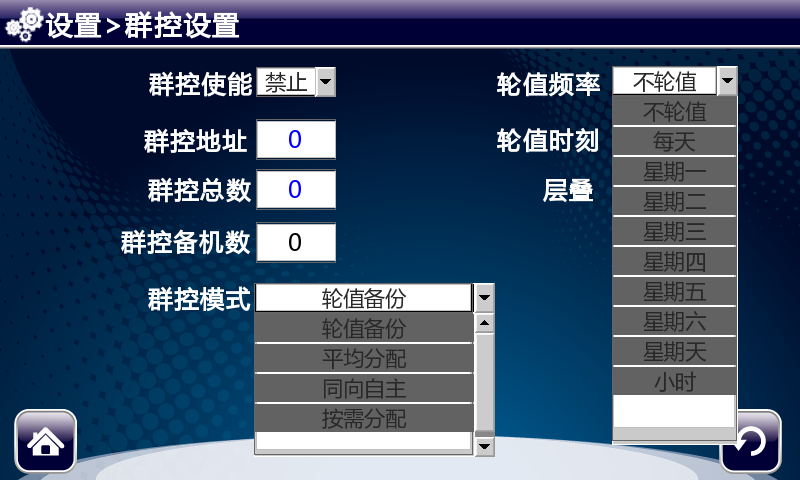 设置>群控设置
群控使能 禁止
群控地址 0
群控总数 0
群控备机数 0
群控模式 轮值备份
轮值备份
平均分配
同向自主
按需分配
轮值频率 不轮值
不轮值
每天
星期一
星期二
星期三
星期四
星期五
星期六
星期天
小时
轮值时刻
层叠